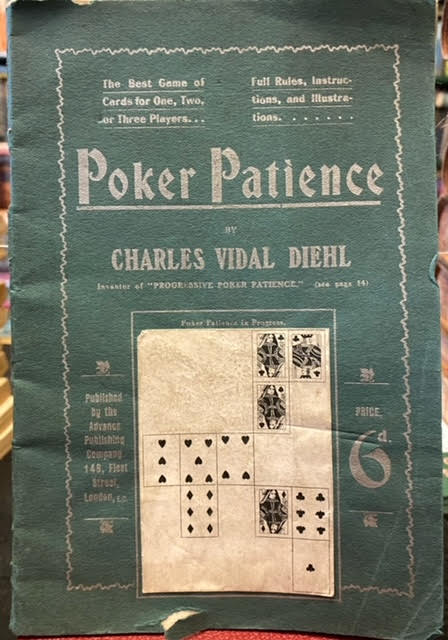 The Best Game of
Cards for One, Two,
or Three Players...
Full Rules, Instruc-
tions, and Illustra-
tions. . . . . . .
Poker Patience
BY
CHARLES VIDAL DIEHL
Inventor of "PROGRESSIVE POKER PATIENCE." (see page 14)
Poker Patience in Progress.
Published
by the
Advance
Publishing
Company
148, Fleet
Street,
London, E.C.
PRICE,
6d.